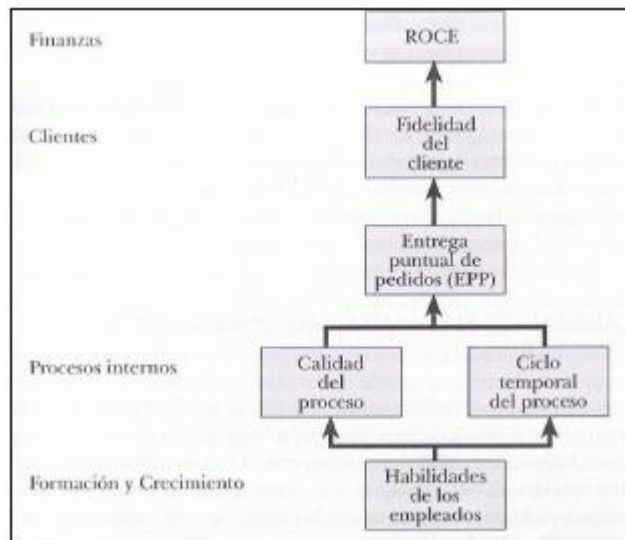 Finanzas
ROCE
Clientes
Fidelidad
del
cliente
Entrega
puntual de
pedidos (EPP)
Procesos internos
Calidad
del
proceso
Ciclo
temporal
del proceso
Formación y Crecimiento
Habilidades
de los
empleados